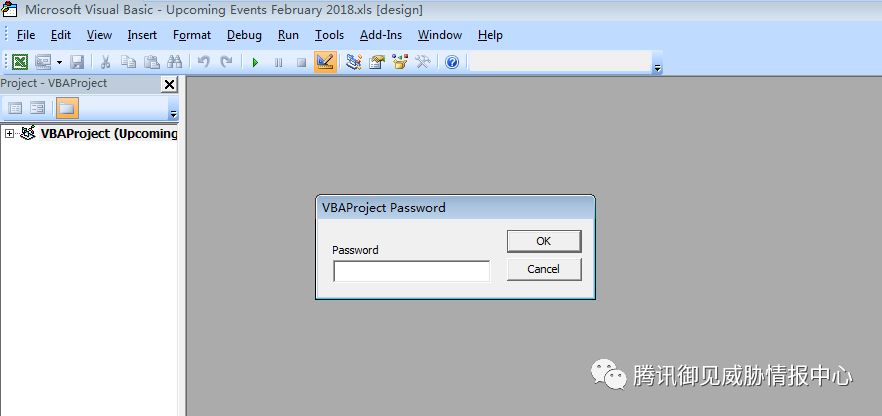 Microsoft Visual Basic - Upcoming Events February 2018.xls [design]
File Edit View Insert Format Debug Run Tools Add-Ins Window Help
Project - VBAProject
VBAProject (Upcoming
VBAProject Password
Password
OK
Cancel
腾讯御见威胁情报中心